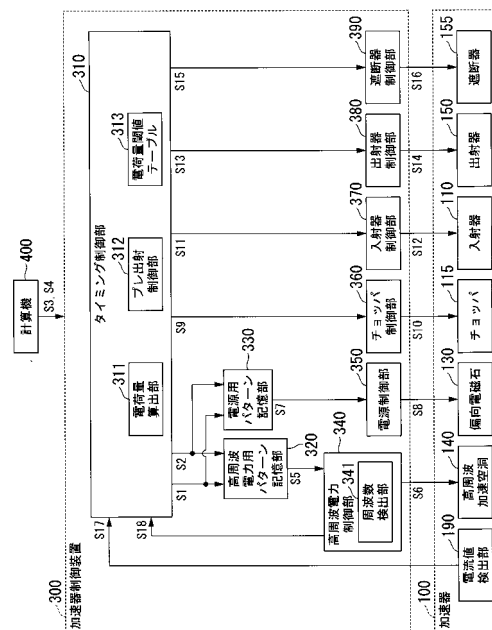 計算機
400
S3, S4
300
加速器制御装置
310
タイミング制御部
311
電荷量
算出部
312
プレ出射
制御部
313
電荷量閾値
テーブル
S17
S18
S1
S2
S9
S11
S13
S15
320
高周波
電力用パターン
記憶部
330
電源用パターン
記憶部
S5
S7
340
高周波電力
制御部
341
周波数
検出部
350
電源制御部
360
チョッパ
制御部
370
入射器
制御部
380
出射器
制御部
390
遮断器
制御部
S6
S8
S10
S12
S14
S16
100
加速器
190
電流値
検出部
140
高周波
加速空洞
130
偏向電磁石
115
チョッパ
110
入射器
150
出射器
155
遮断器